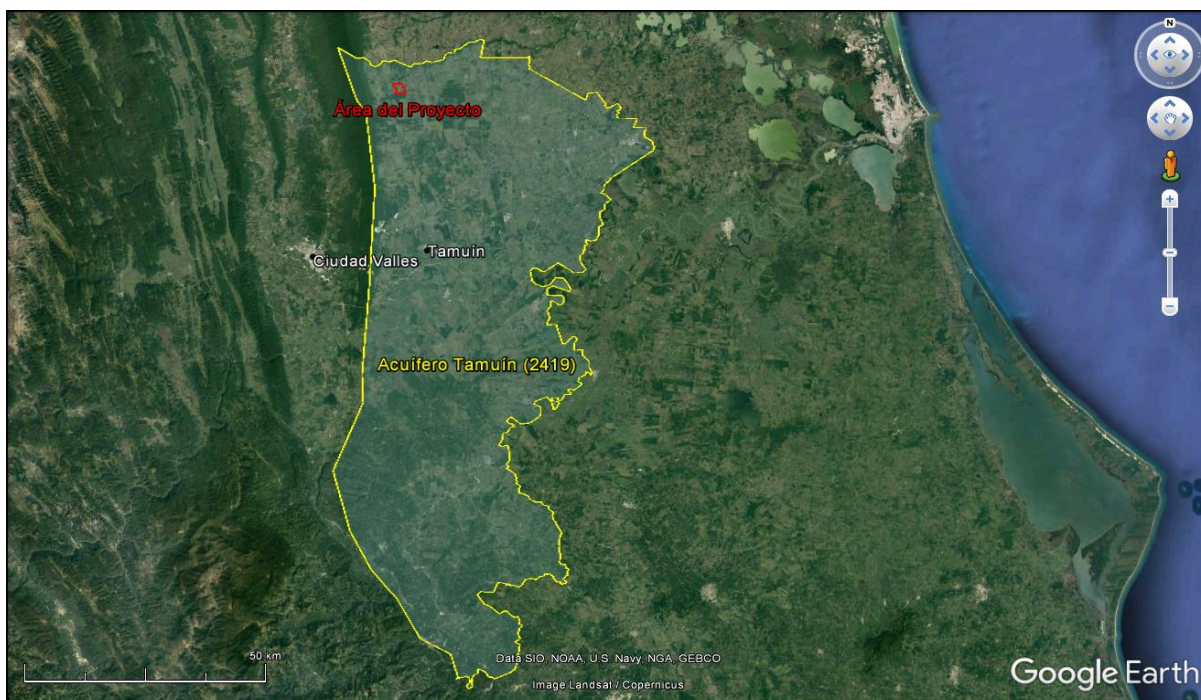 N
Área del Proyecto
Ciudad Valles
Tamuin
Acuífero Tamuín (2419)
50 km
Data SIO, NOAA, U.S. Navy, NGA, GEBCO
Image Landsat / Copernicus
Google Earth